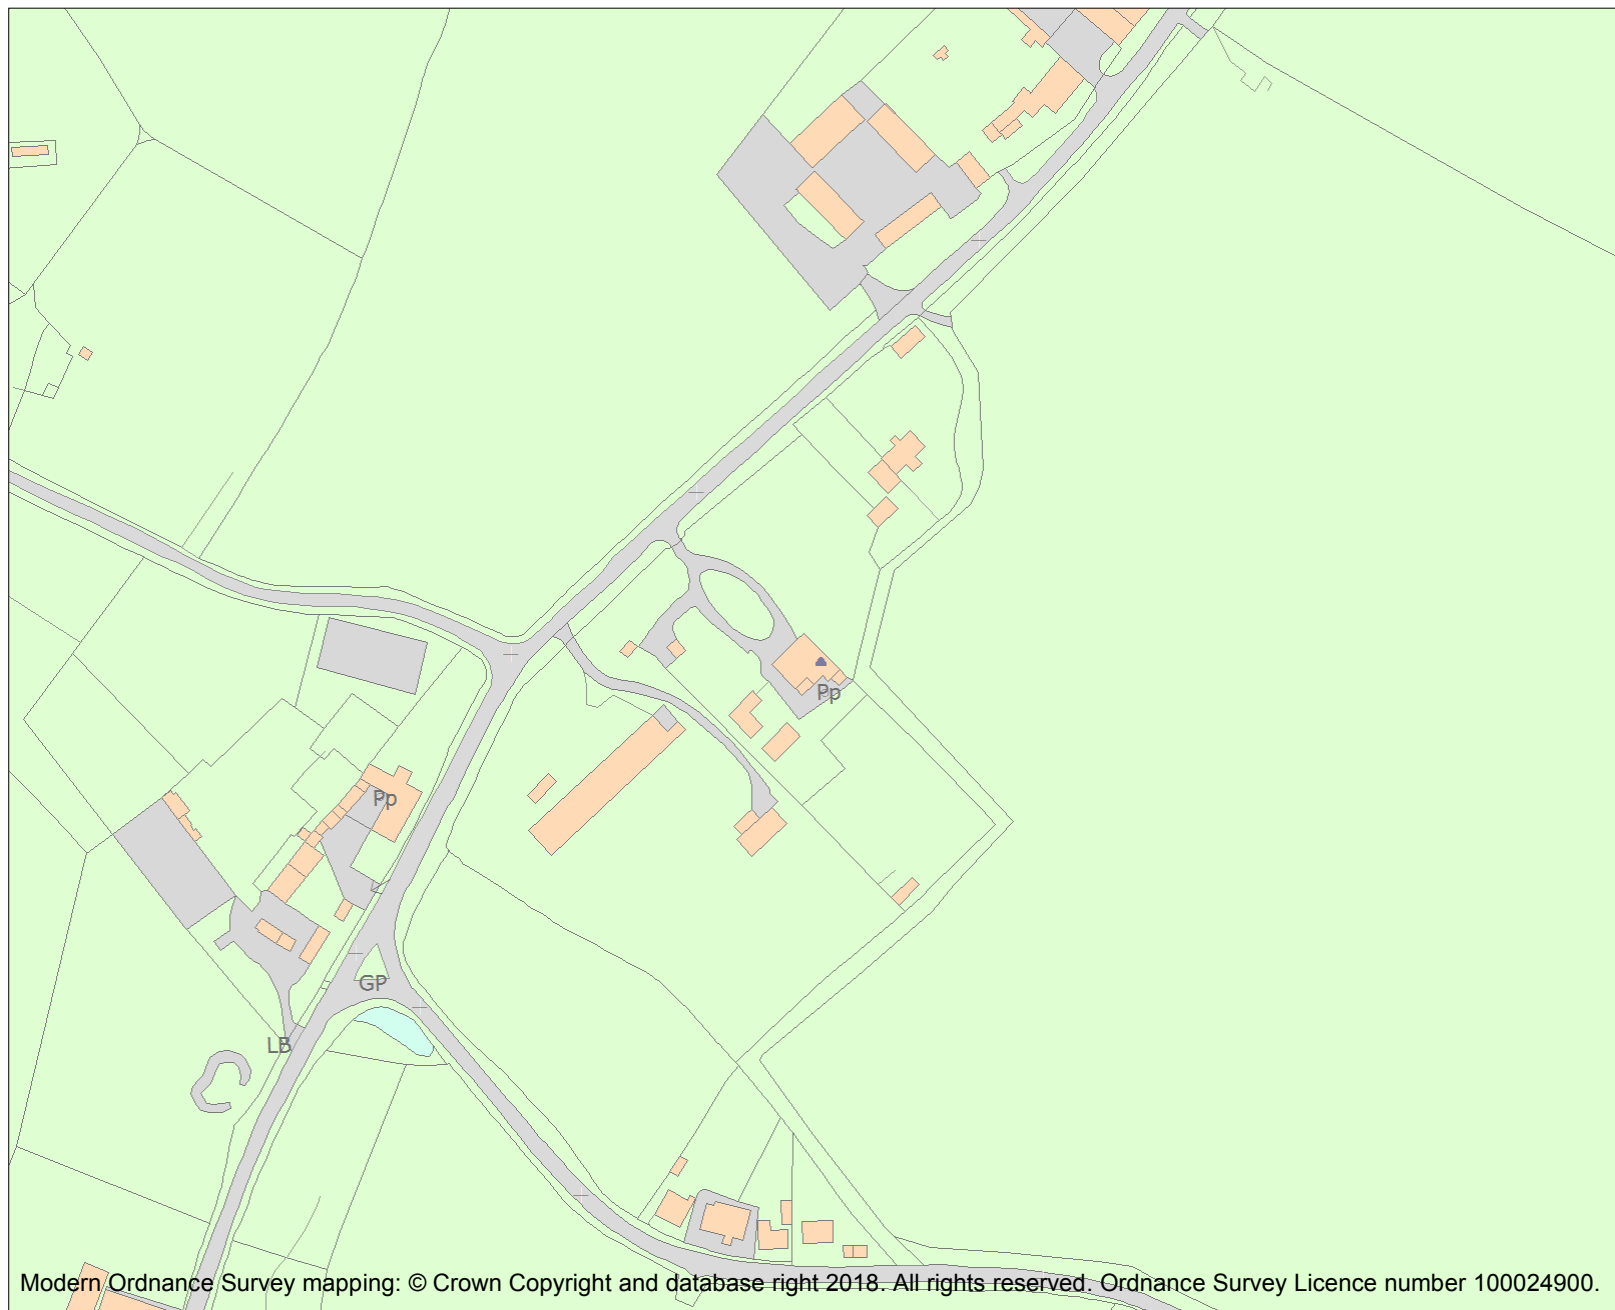 Pp
Pp
GP
LB
Modern Ordnance Survey mapping: © Crown Copyright and database right 2018. All rights reserved. Ordnance Survey Licence number 100024900.